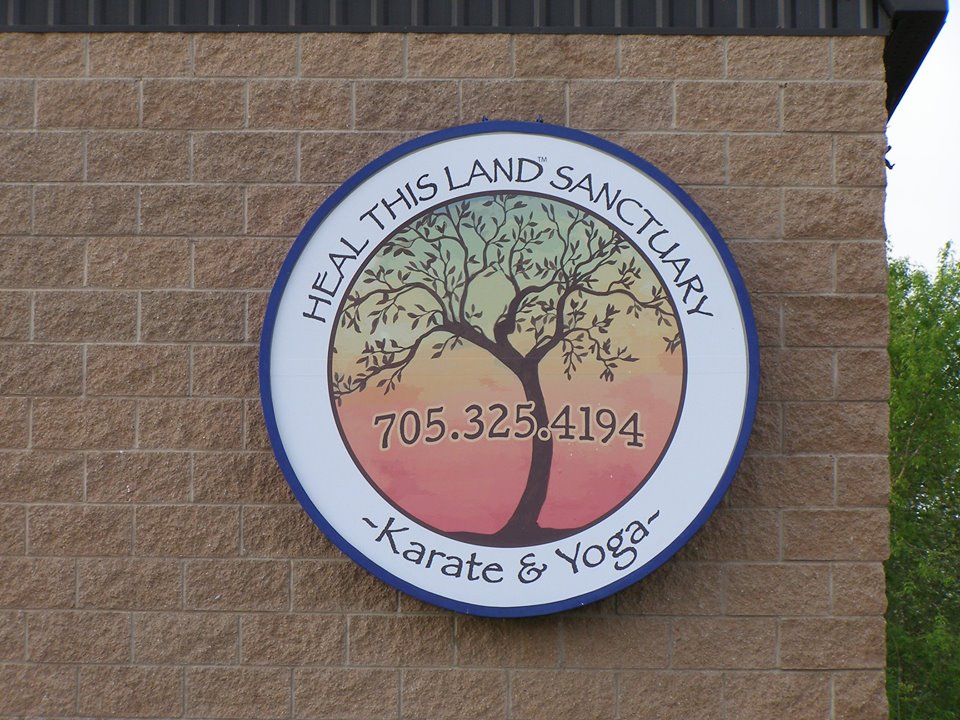 HEAL THIS LAND™ SANCTUARY
705.325.4194
~Karate & Yoga~